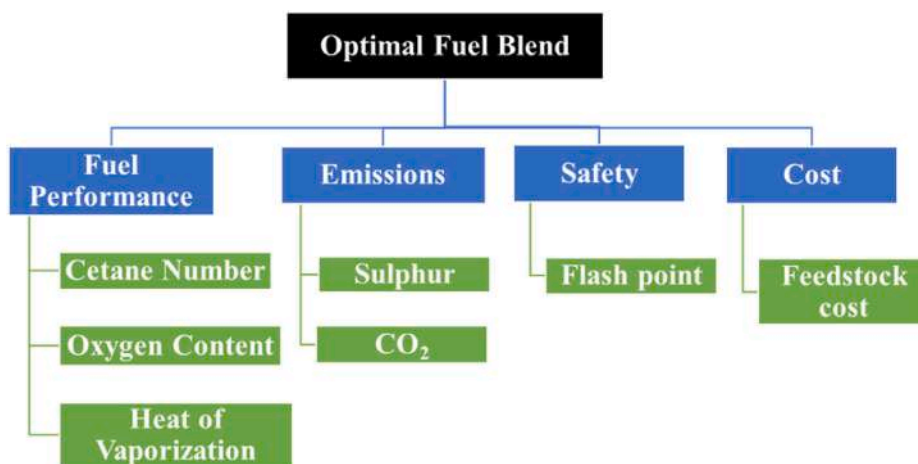 Optimal Fuel Blend
Fuel
Performance
Emissions
Safety
Cost
Cetane Number
Sulphur
Flash point
Feedstock
cost
Oxygen Content
CO₂
Heat of
Vaporization